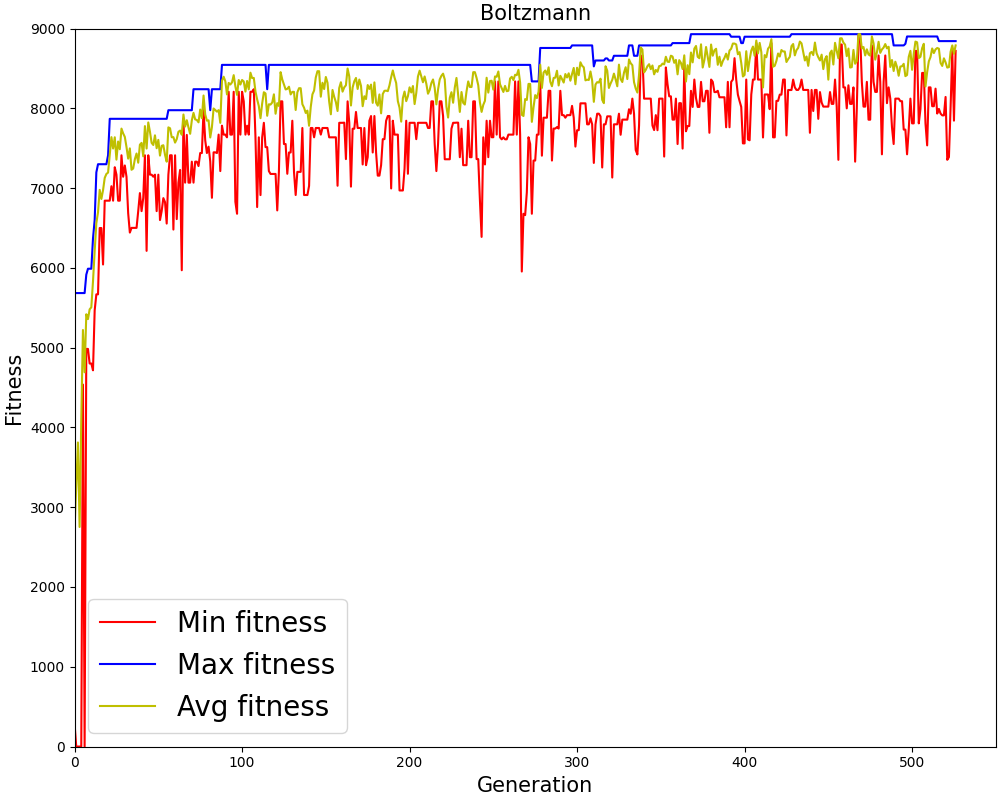 Boltzmann
9000
8000
7000
6000
5000
4000
3000
2000
1000
0
Fitness
Min fitness
Max fitness
Avg fitness
0 100 200 300 400 500
Generation